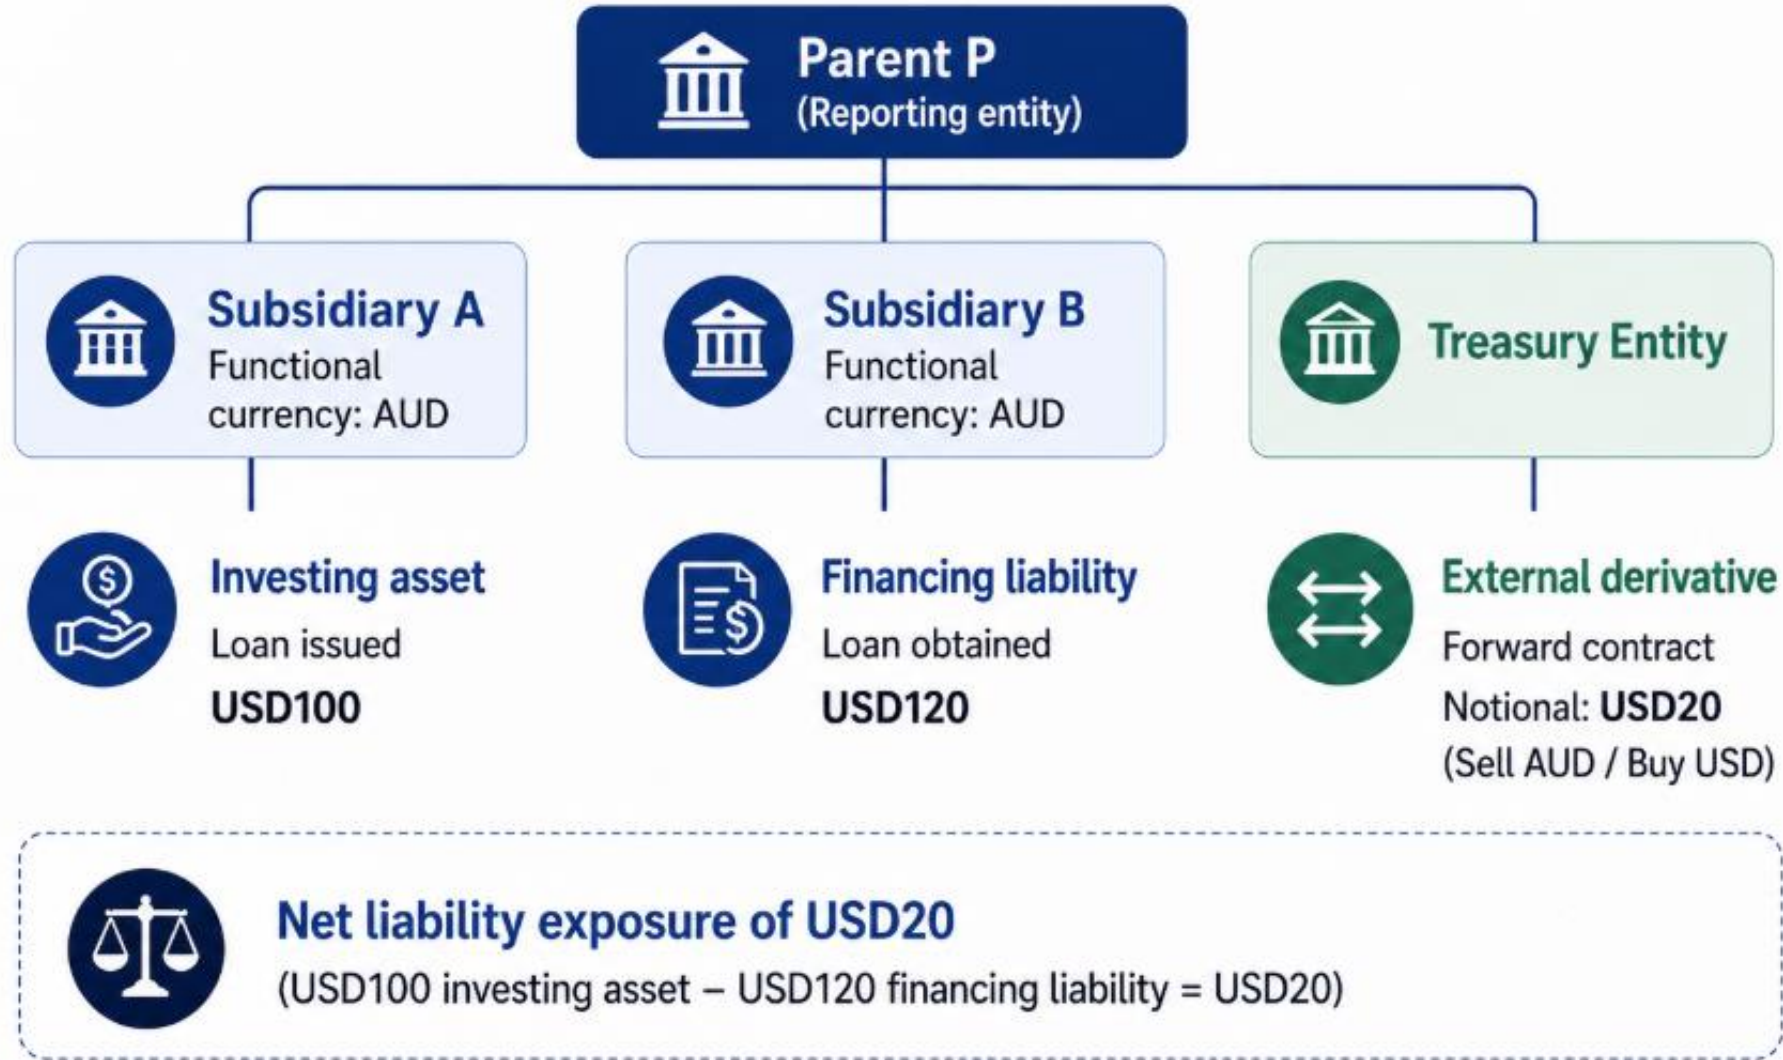 Parent P
(Reporting entity)
Subsidiary A
Functional
currency: AUD
Subsidiary B
Functional
currency: AUD
Treasury Entity
Investing asset
Loan issued
USD100
Financing liability
Loan obtained
USD120
External derivative
Forward contract
Notional: USD20
(Sell AUD / Buy USD)
Net liability exposure of USD20
(USD100 investing asset – USD120 financing liability = USD20)